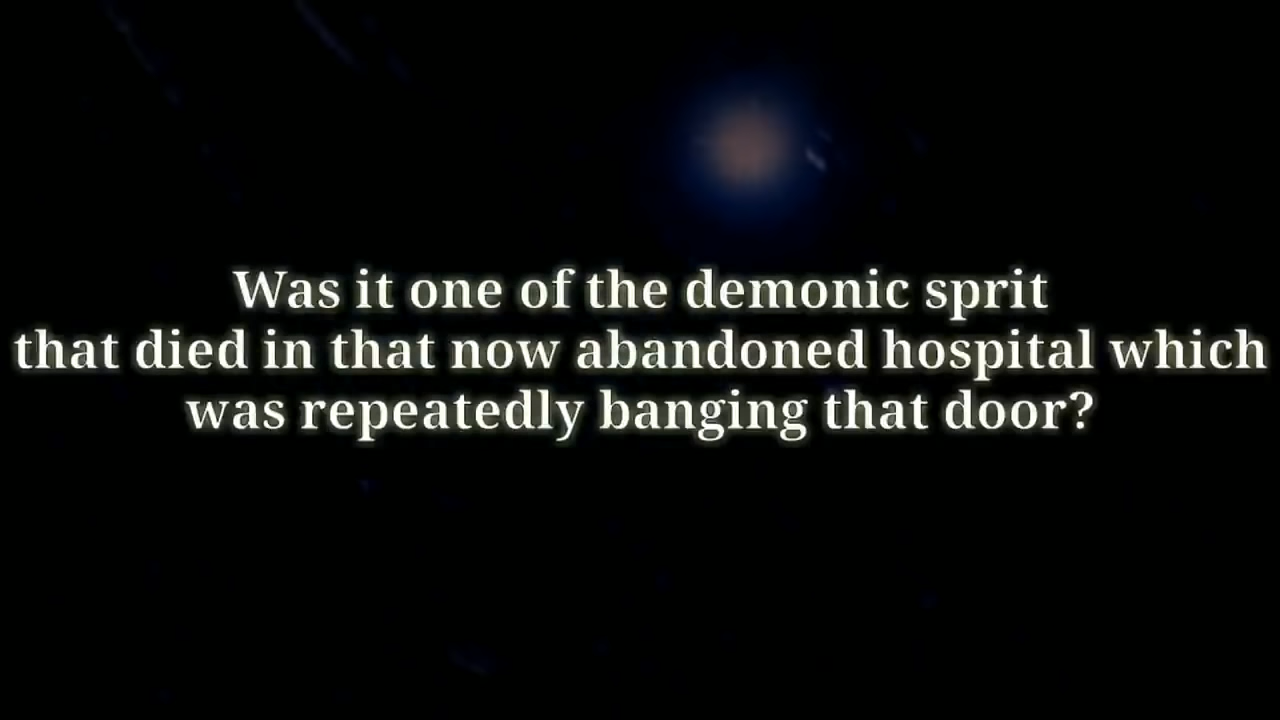 Was it one of the demonic sprit
that died in that now abandoned hospital which
was repeatedly banging that door?